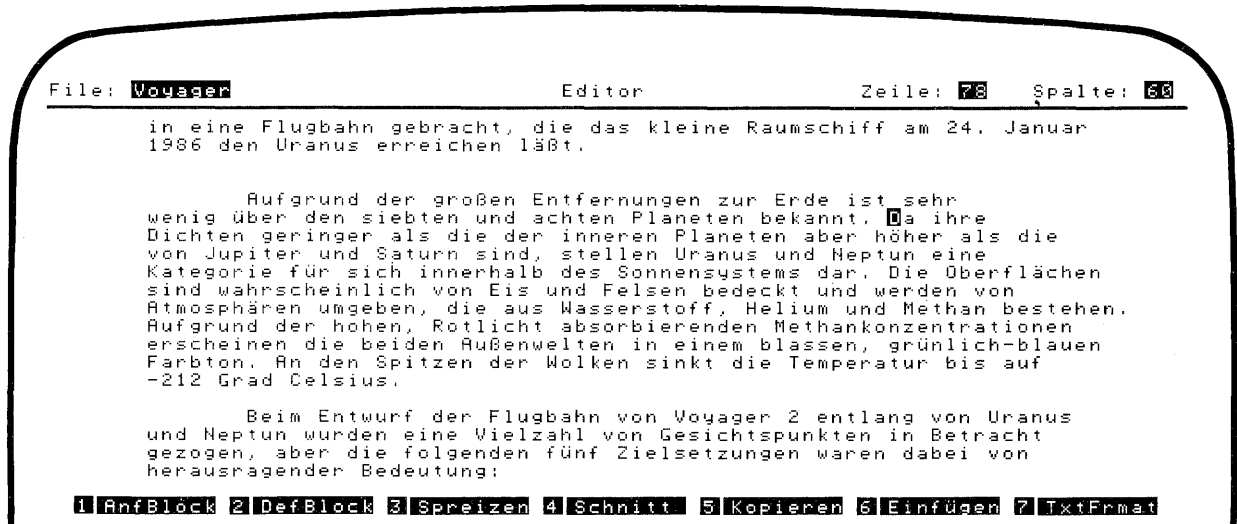 File: Voyager Editor Zeile: 78 Spalte: 60
in eine Flugbahn gebracht, die das kleine Raumschiff am 24. Januar
1986 den Uranus erreichen läßt.
Aufgrund der großen Entfernungen zur Erde ist sehr
wenig über den siebten und achten Planeten bekannt. Da ihre
Dichten geringer als die der inneren Planeten aber höher als die
von Jupiter und Saturn sind, stellen Uranus und Neptun eine
Kategorie für sich innerhalb des Sonnensystems dar. Die Oberflächen
sind wahrscheinlich von Eis und Felsen bedeckt und werden von
Atmosphären umgeben, die aus Wasserstoff, Helium und Methan bestehen.
Aufgrund der hohen, Rotlicht absorbierenden Methankonzentrationen
erscheinen die beiden Außenwelten in einem blassen, grünlich-blauen
Farbton. An den Spitzen der Wolken sinkt die Temperatur bis auf
-212 Grad Celsius.
Beim Entwurf der Flugbahn von Voyager 2 entlang von Uranus
und Neptun wurden eine Vielzahl von Gesichtspunkten in Betracht
gezogen, aber die folgenden fünf Zielsetzungen waren dabei von
herausragender Bedeutung:
1 AnfBlock 2 DefBlock 3 Spreizen 4 Schnitt 5 Kopieren 6 Einfügen 7 TxtFrmat